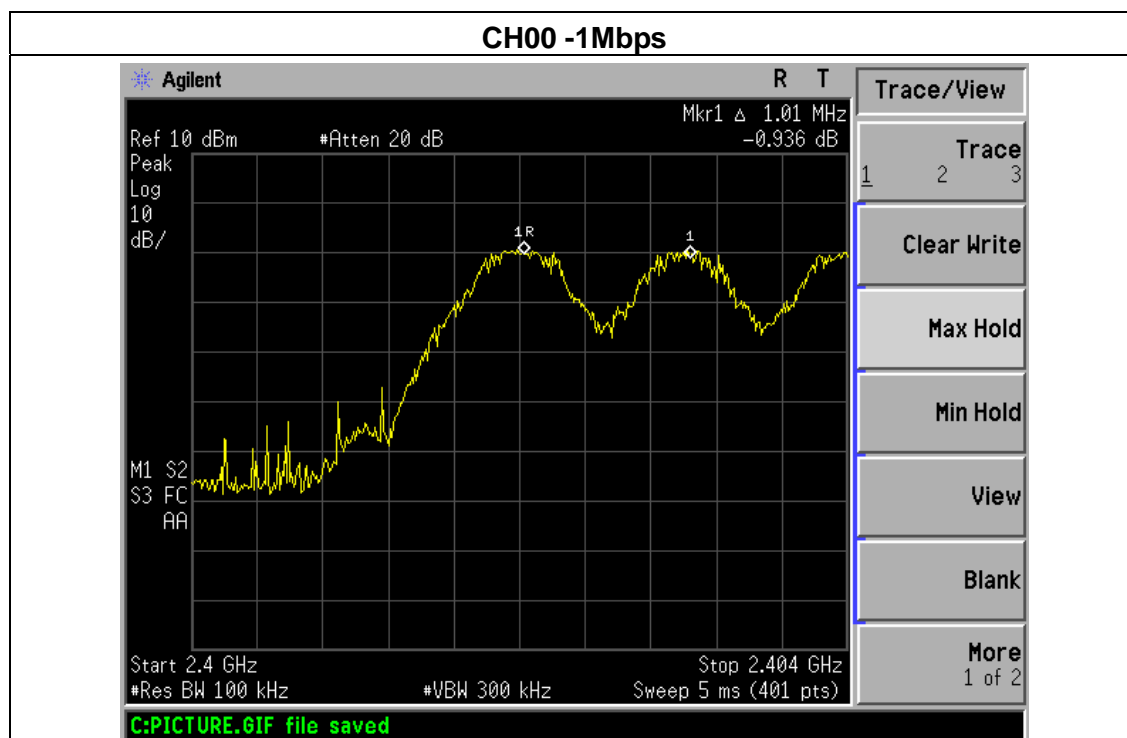 CH00 -1Mbps
Agilent R T
Trace/View
Mkr1 Δ 1.01 MHz
Ref 10 dBm #Atten 20 dB -0.936 dB
Peak
Log
10
dB/
1R
1
M1 S2
S3 FC
AA
Start 2.4 GHz Stop 2.404 GHz
#Res BW 100 kHz #VBW 300 kHz Sweep 5 ms (401 pts)
C:PICTURE.GIF file saved
Trace
1 2 3
Clear Write
Max Hold
Min Hold
View
Blank
More
1 of 2